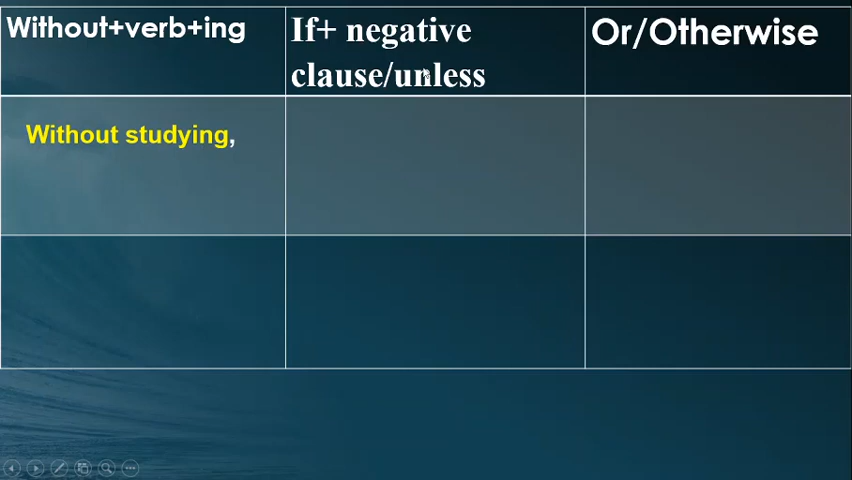 Without+verb+ing
If+ negative
clause/unless
Or/Otherwise
Without studying,